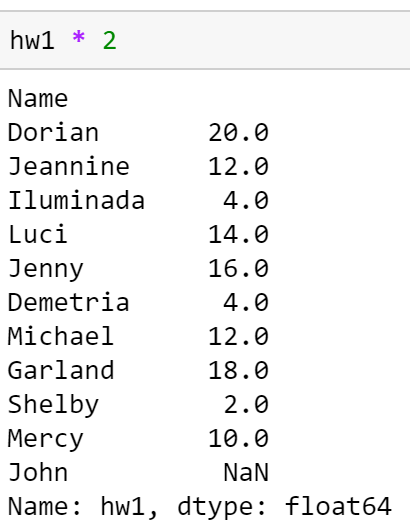 hw1 * 2
Name
Dorian 20.0
Jeannine 12.0
Iluminada 4.0
Luci 14.0
Jenny 16.0
Demetria 4.0
Michael 12.0
Garland 18.0
Shelby 2.0
Mercy 10.0
John NaN
Name: hw1, dtype: float64